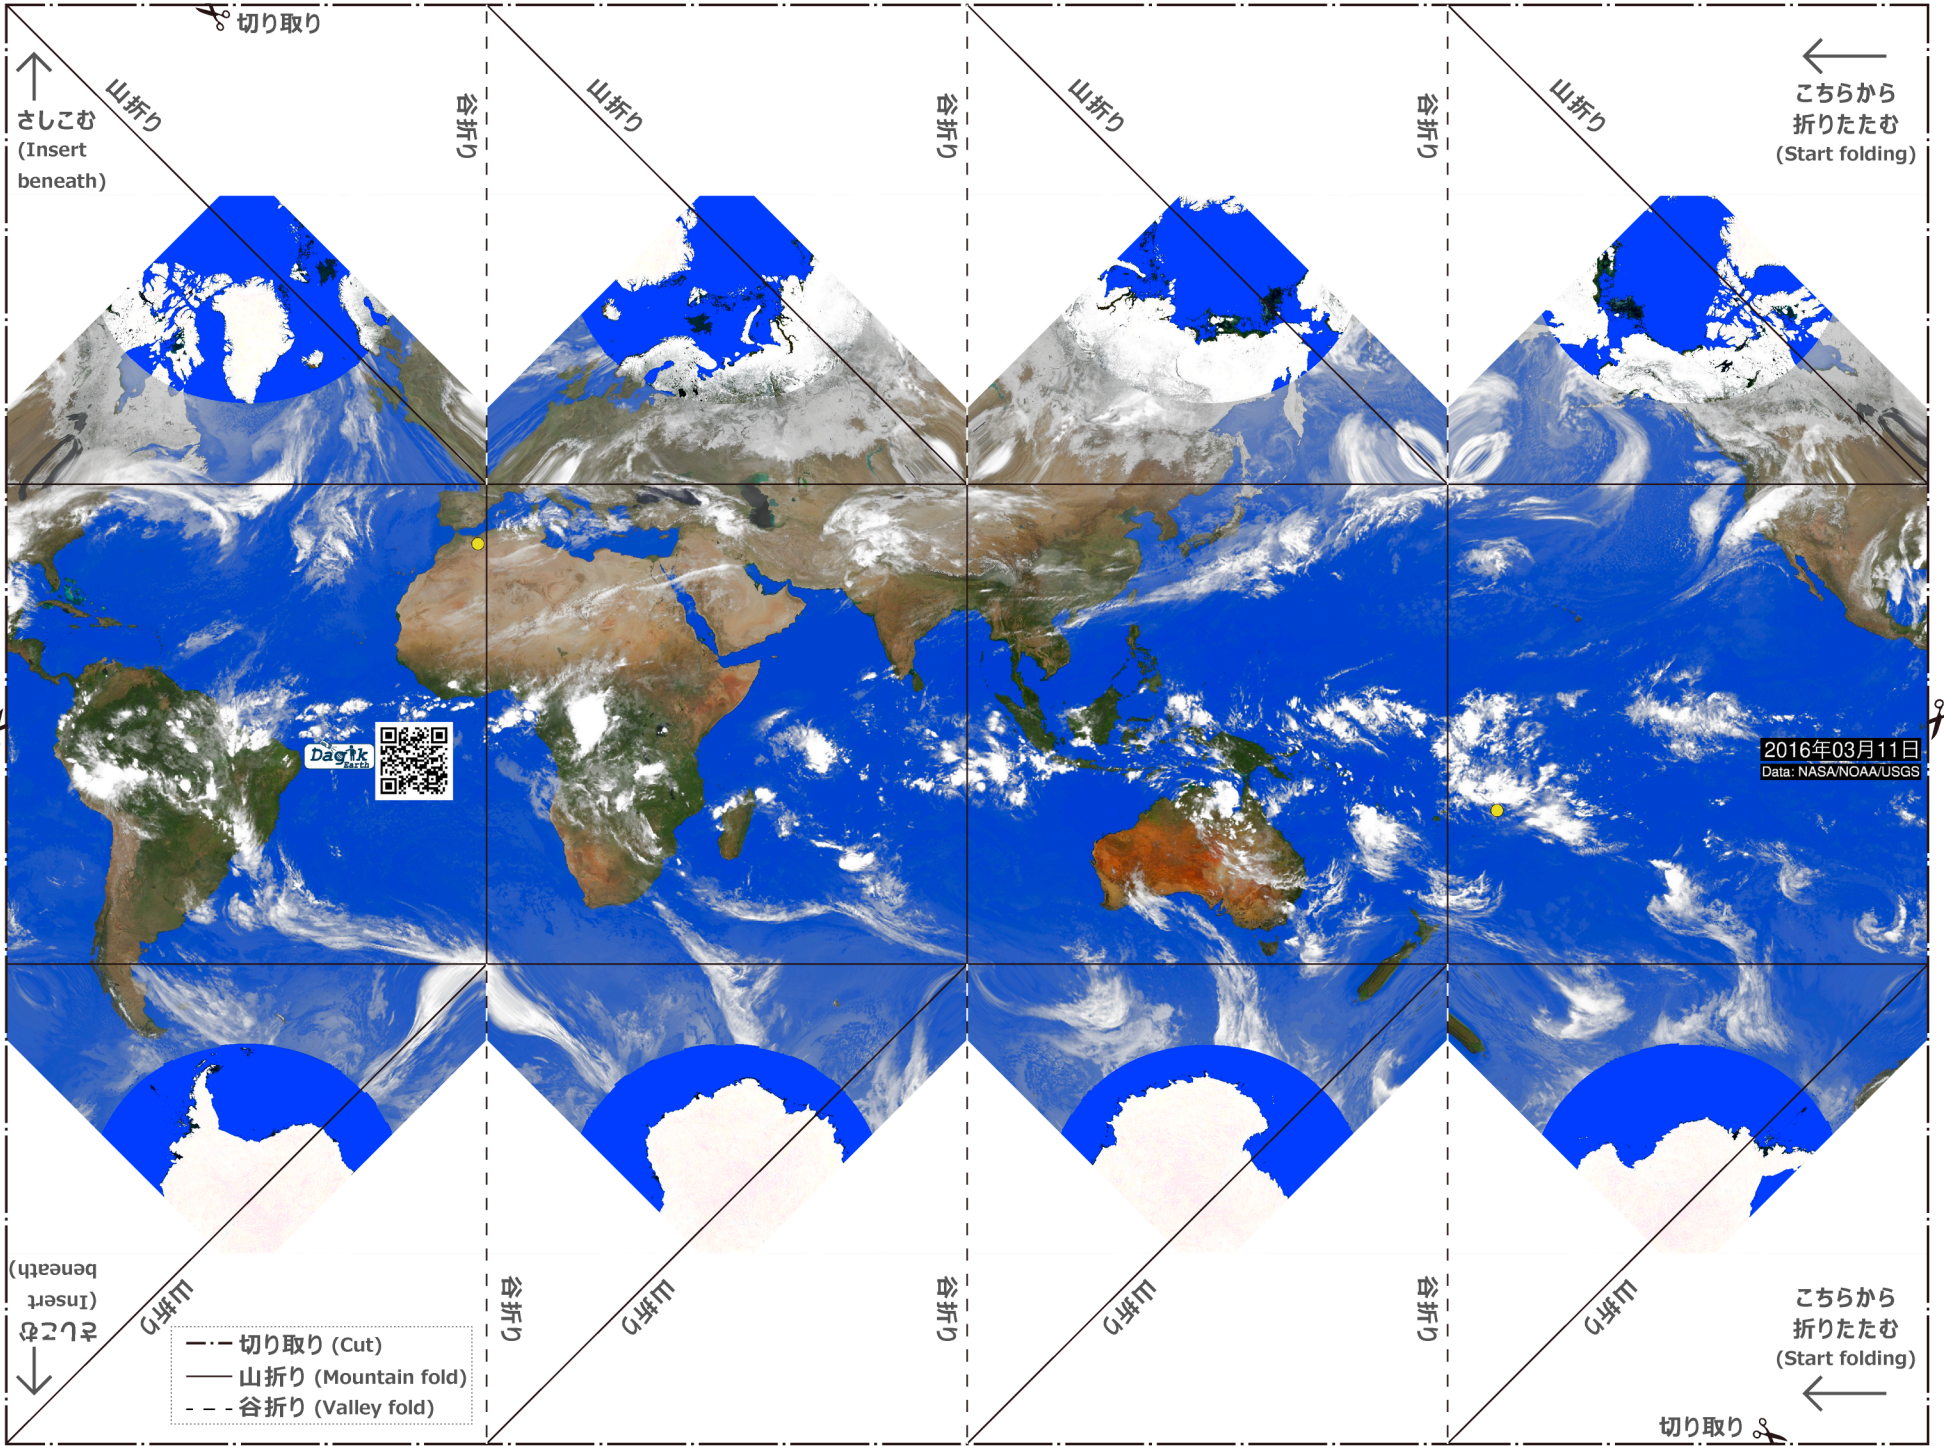 切り取り
山折り
谷折り
山折り
谷折り
山折り
谷折り
山折り
さしこむ
(Insert
beneath)
こちらから
折りたたむ
(Start folding)
Dagik
Earth
2016年03月11日
Data: NASA/NOAA/USGS
さしこむ
(Insert
beneath)
山折り
谷折り
山折り
谷折り
山折り
谷折り
山折り
こちらから
折りたたむ
(Start folding)
切り取り (Cut)
山折り (Mountain fold)
谷折り (Valley fold)
切り取り